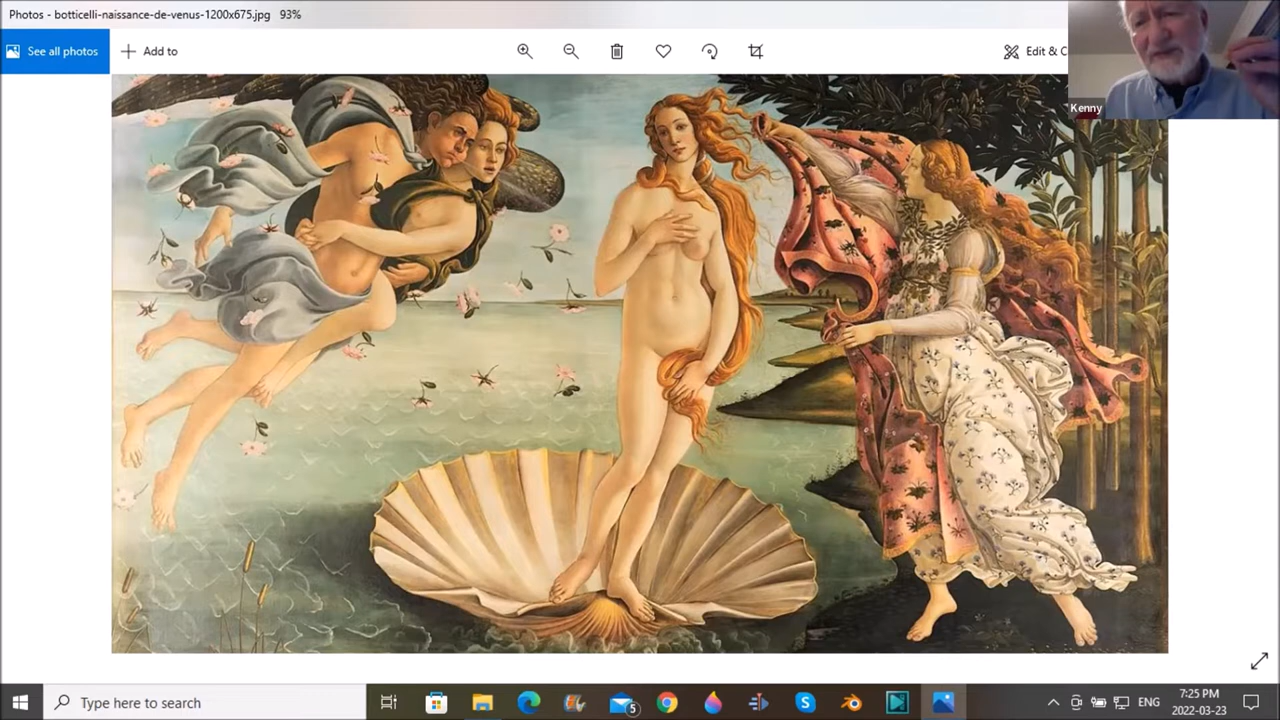 Photos - botticelli-naissance-de-venus-1200x675.jpg 93%
See all photos
Add to
Edit & C
Kenny
Type here to search
5
ENG
7:25 PM
2022-03-23